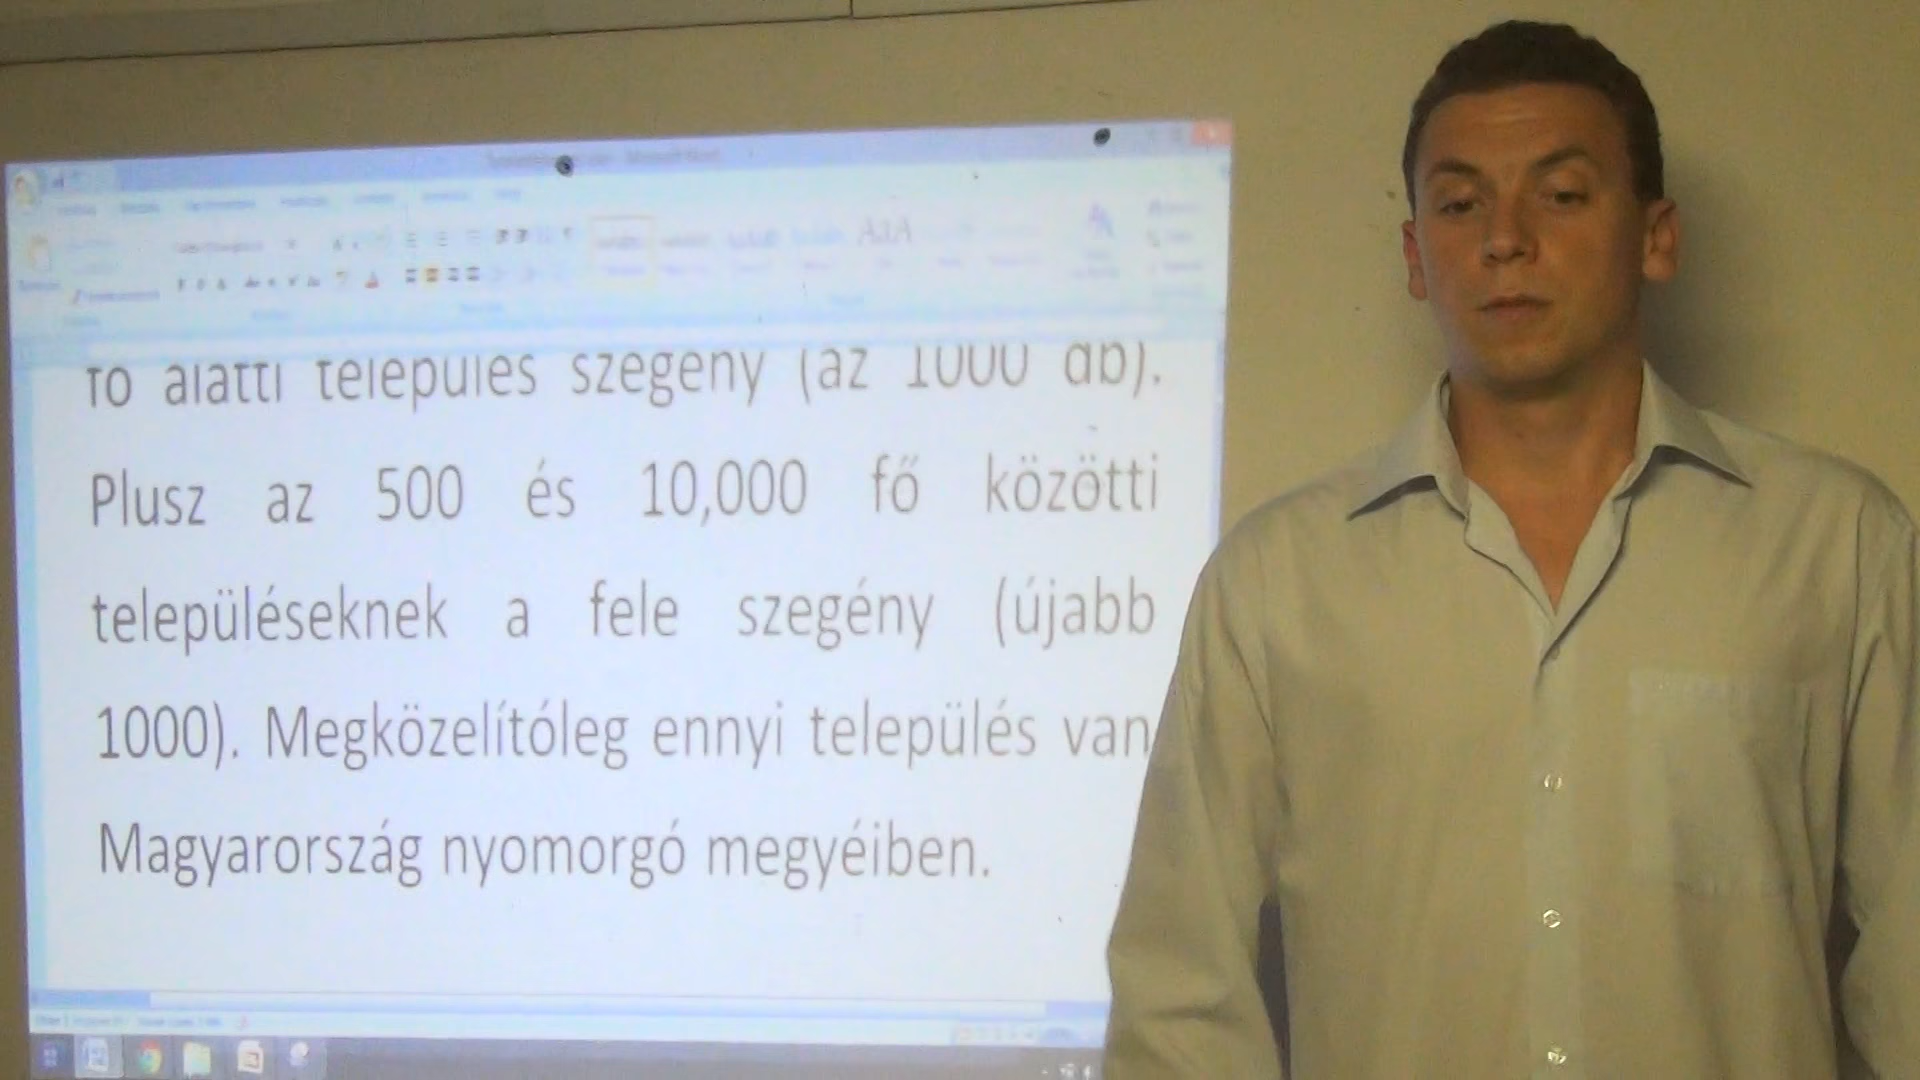 fő alatti település szegény (az 1000 db).
Plusz az 500 és 10,000 fő közötti
településeknek a fele szegény (újabb
1000). Megközelítóleg ennyi település van
Magyarország nyomorgó megyéiben.